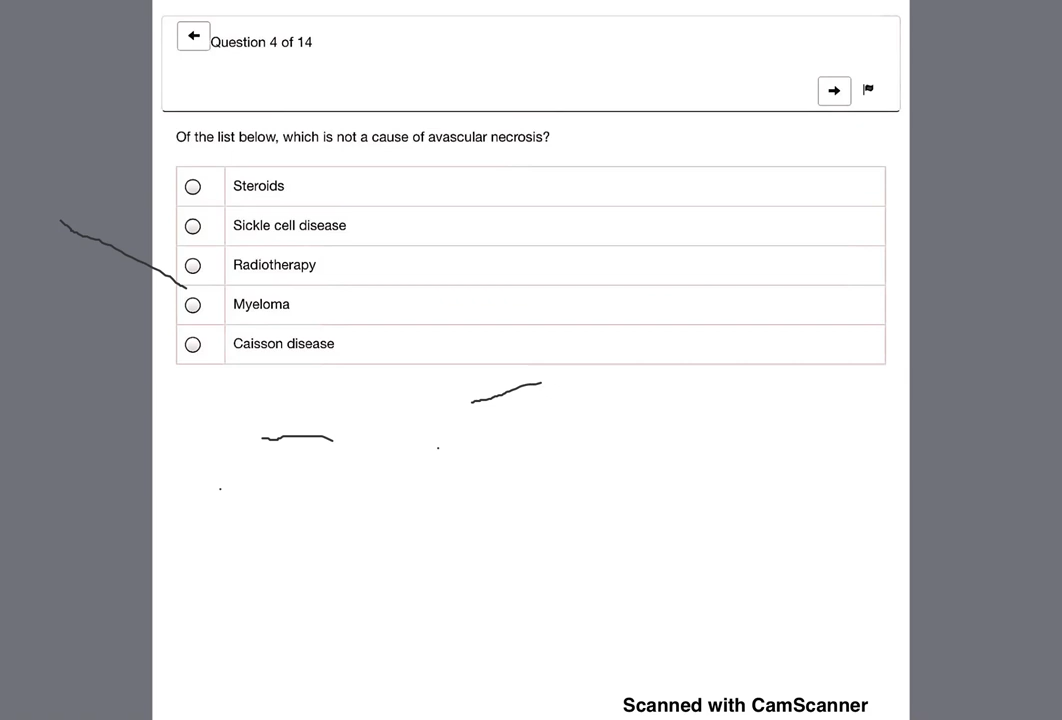 Question 4 of 14
Of the list below, which is not a cause of avascular necrosis?
Steroids
Sickle cell disease
Radiotherapy
Myeloma
Caisson disease
Scanned with CamScanner